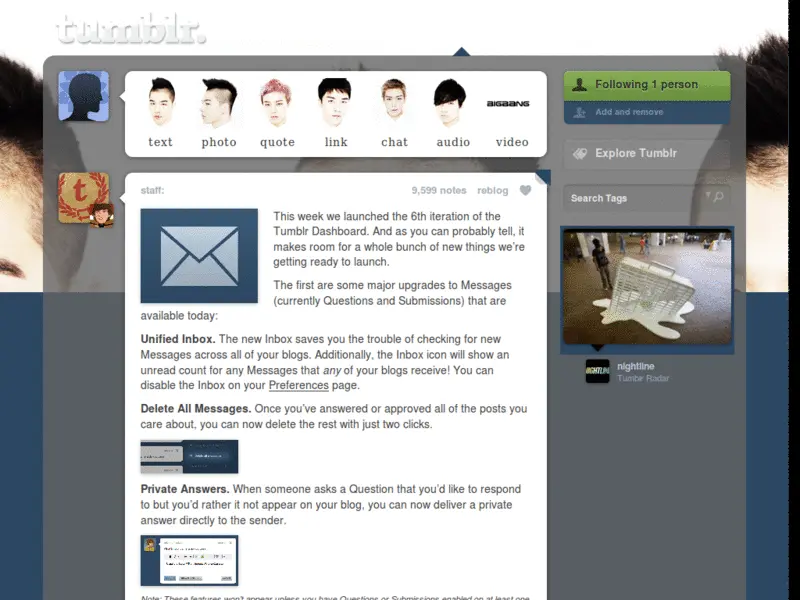 tumblr.
BIGBANG
text photo quote link chat audio video
Following 1 person
Add and remove
Explore Tumblr
Search Tags
staff: 9,599 notes reblog
This week we launched the 6th iteration of the
Tumblr Dashboard. And as you can probably tell, it
makes room for a whole bunch of new things we're
getting ready to launch.
The first are some major upgrades to Messages
(currently Questions and Submissions) that are
available today:
Unified Inbox. The new Inbox saves you the trouble of checking for new
Messages across all of your blogs. Additionally, the Inbox icon will show an
unread count for any Messages that any of your blogs receive! You can
disable the Inbox on your Preferences page.
Delete All Messages. Once you've answered or approved all of the posts you
care about, you can now delete the rest with just two clicks.
Private Answers. When someone asks a Question that you'd like to respond
to but you'd rather it not appear on your blog, you can now deliver a private
answer directly to the sender.
Note: These features won't appear unless you have Questions or Submissions enabled on at least one
t
NIGHTLINE
nightline
Tumblr Radar